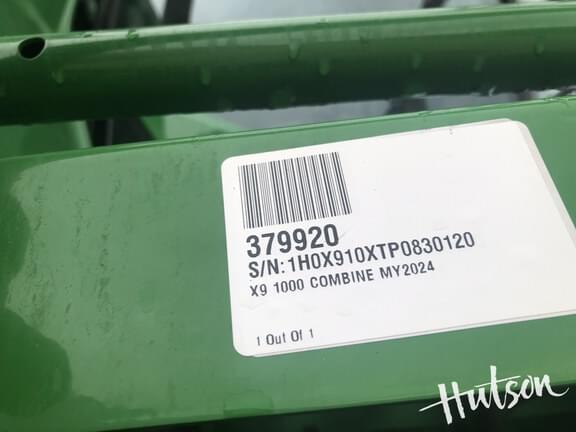 379920
S/N: 1H0X910XTP0830120
X9 1000 COMBINE MY2024
1 Out Of 1
Hutson